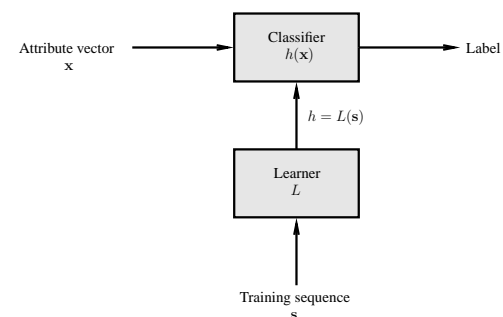 Classifier
h(x)
Attribute vector
x
Label
h = L(s)
Learner
L
Training sequence
s